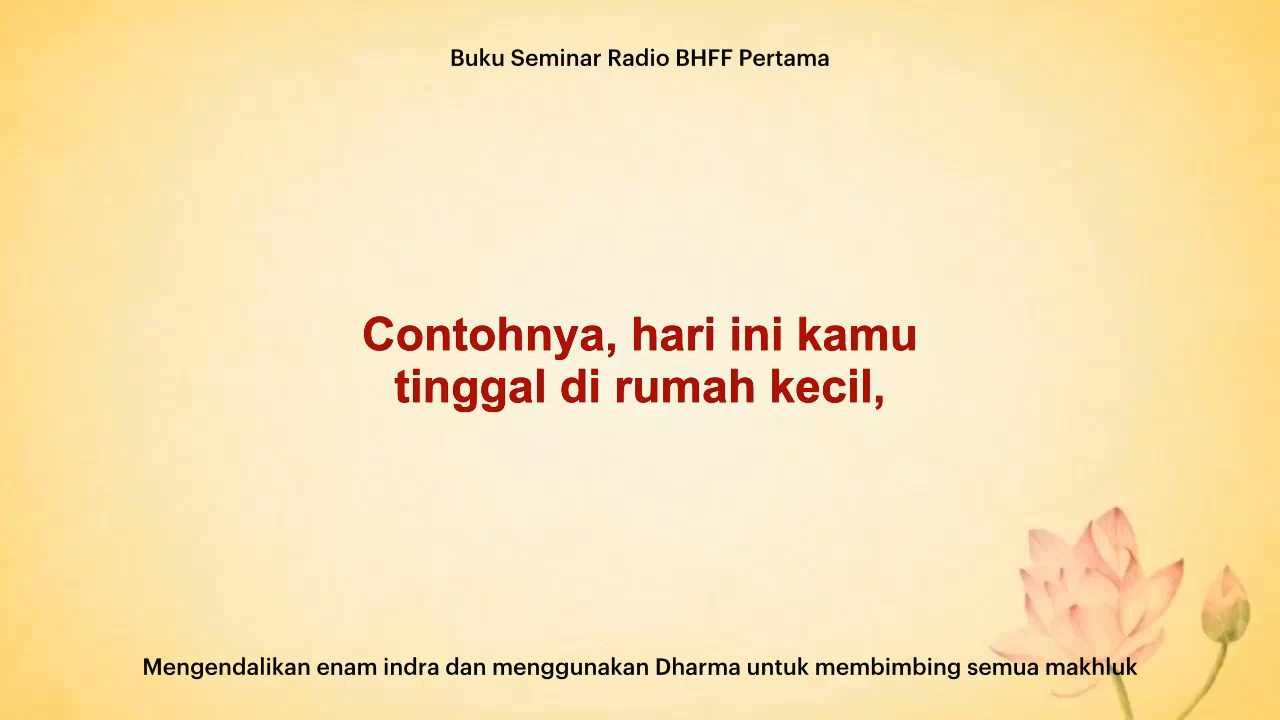 Buku Seminar Radio BHFF Pertama
Contohnya, hari ini kamu
tinggal di rumah kecil,
Mengendalikan enam indra dan menggunakan Dharma untuk membimbing semua makhluk